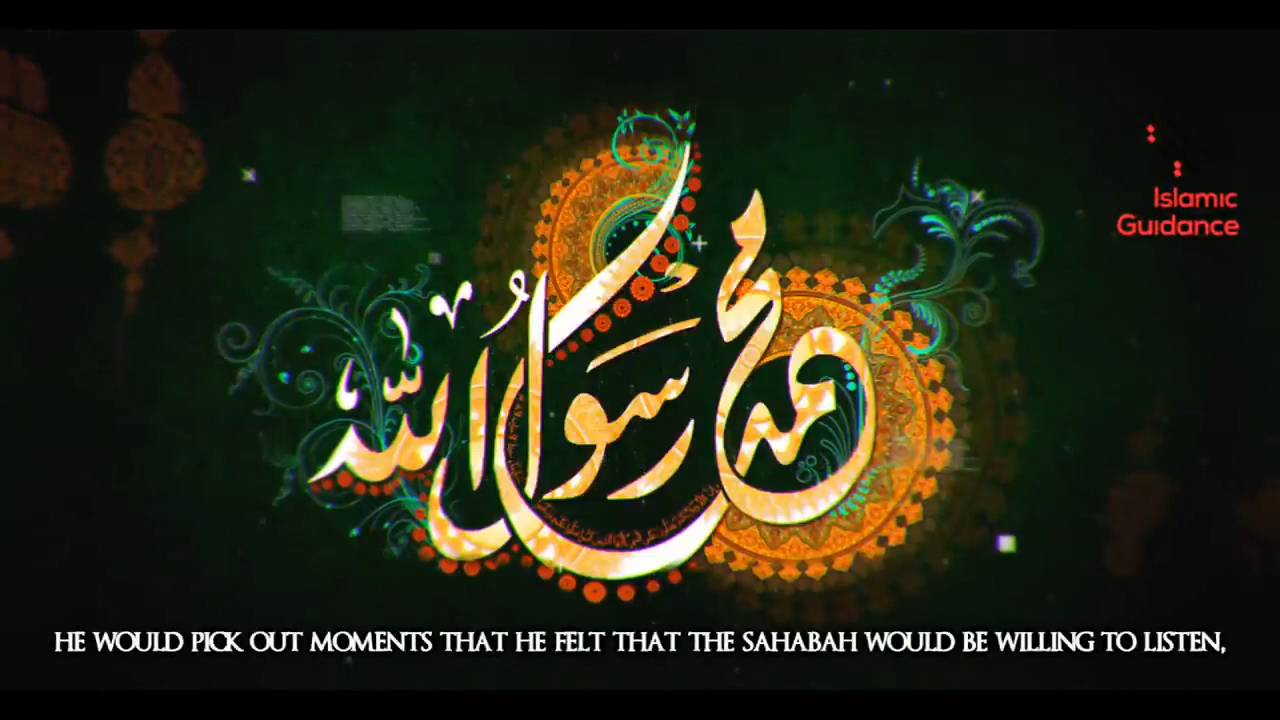 Islamic
Guidance
محمد رسول الله
HE WOULD PICK OUT MOMENTS THAT HE FELT THAT THE SAHABAH WOULD BE WILLING TO LISTEN,